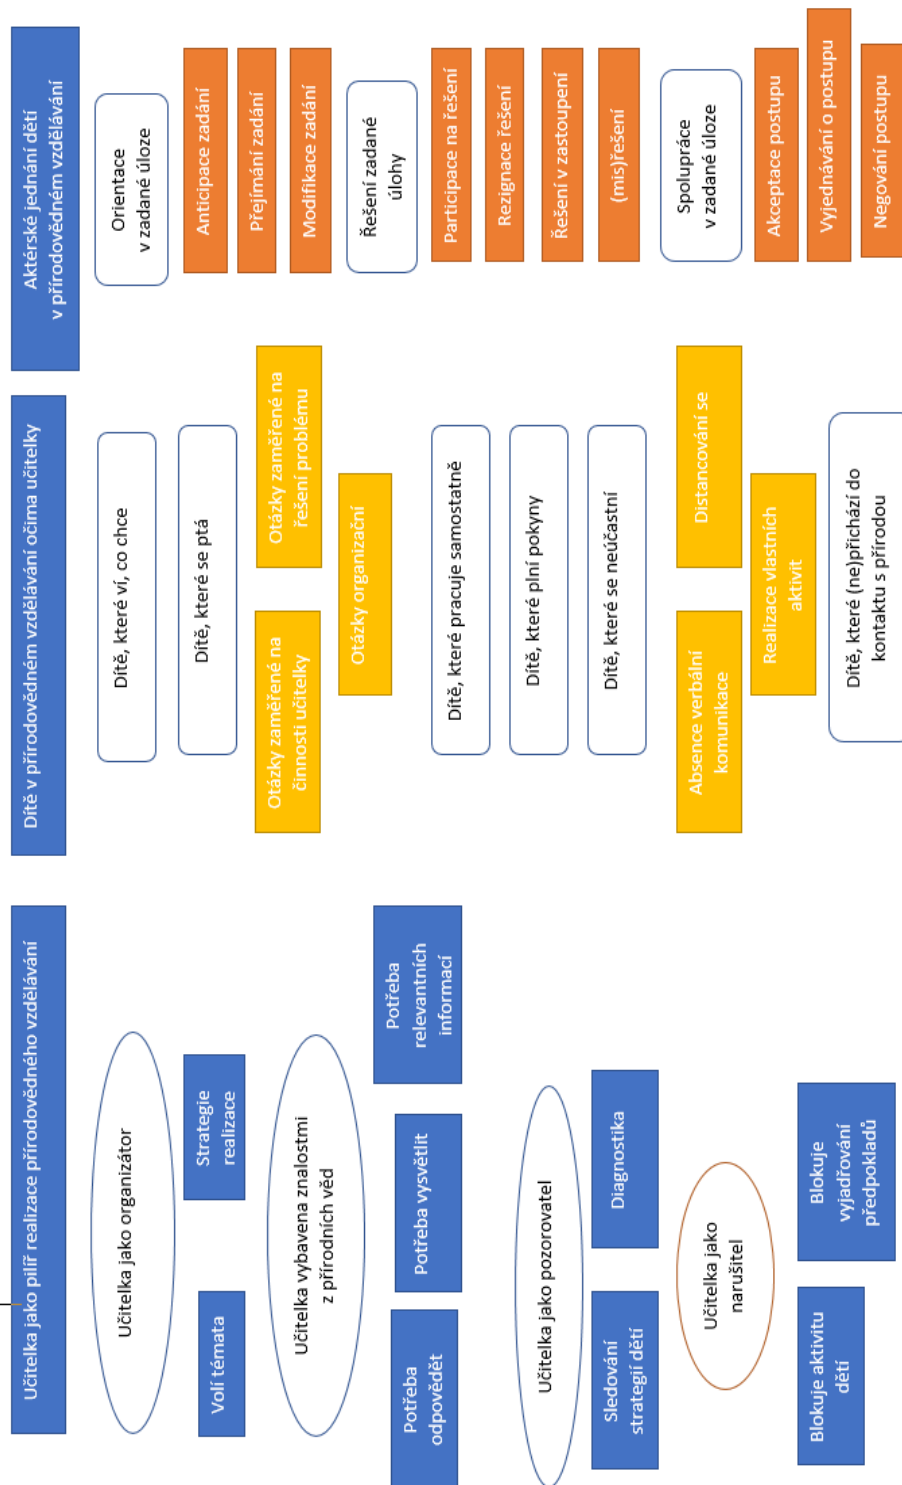 Učitelka jako pilíř realizace přírodovědného vzdělávání
Učitelka jako organizátor
Volí témata
Strategie
realizace
Učitelka vybavena znalostmi
z přírodních věd
Potřeba
odpovědět
Potřeba vysvětlit
Potřeba
relevantních
informací
Učitelka jako pozorovatel
Sledování
strategií dětí
Diagnostika
Učitelka jako
narušitel
Blokuje aktivitu
dětí
Blokuje
vyjadřování
předpokladů
Dítě v přírodovědném vzdělávání očima učitelky
Dítě, které ví, co chce
Dítě, které se ptá
Otázky zaměřené na
činnosti učitelky
Otázky zaměřené na
řešení problému
Otázky organizační
Dítě, které pracuje samostatně
Dítě, které plní pokyny
Dítě, které se neúčastní
Absence verbální
komunikace
Distancování se
Realizace vlastních
aktivit
Dítě, které (ne)přichází do
kontaktu s přírodou
Aktérské jednání dětí
v přírodovědném vzdělávání
Orientace
v zadané úloze
Anticipace zadání
Přejímání zadání
Modifikace zadání
Řešení zadané
úlohy
Participace na řešení
Rezignace řešení
Řešení v zastoupení
(mis)řešení
Spolupráce
v zadané úloze
Akceptace postupu
Vyjednávání o postupu
Negování postupu